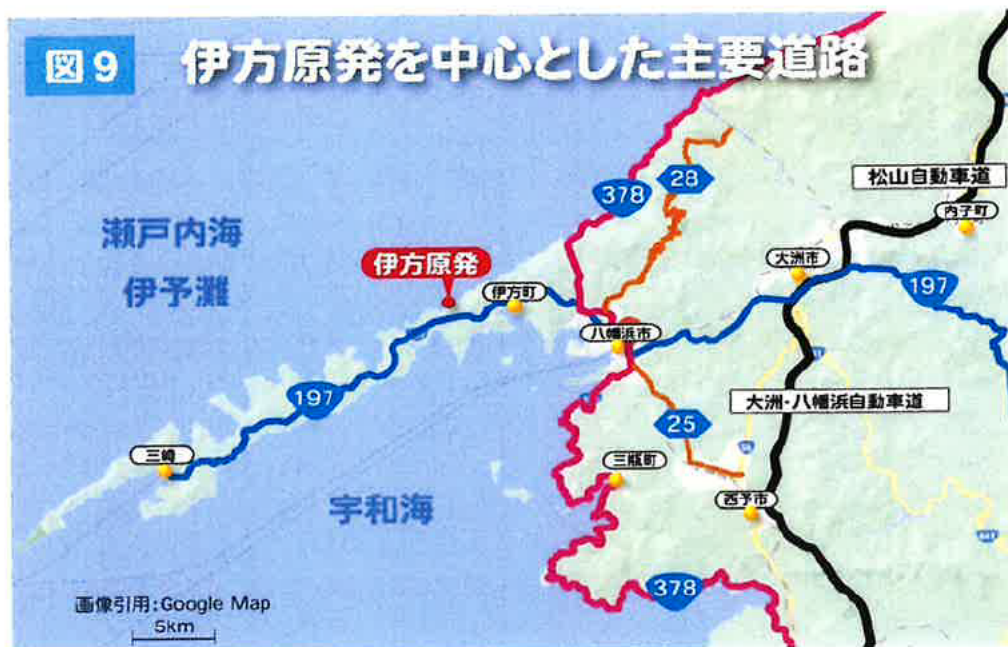 図9
伊方原発を中心とした主要道路
378
28
松山自動車道
内子町
瀬戸内海
伊予灘
伊方原発
大洲市
伊方町
197
八幡浜市
197
大洲・八幡浜自動車道
25
三崎
三瓶町
56
宇和海
西予市
378
画像引用:Google Map
5km